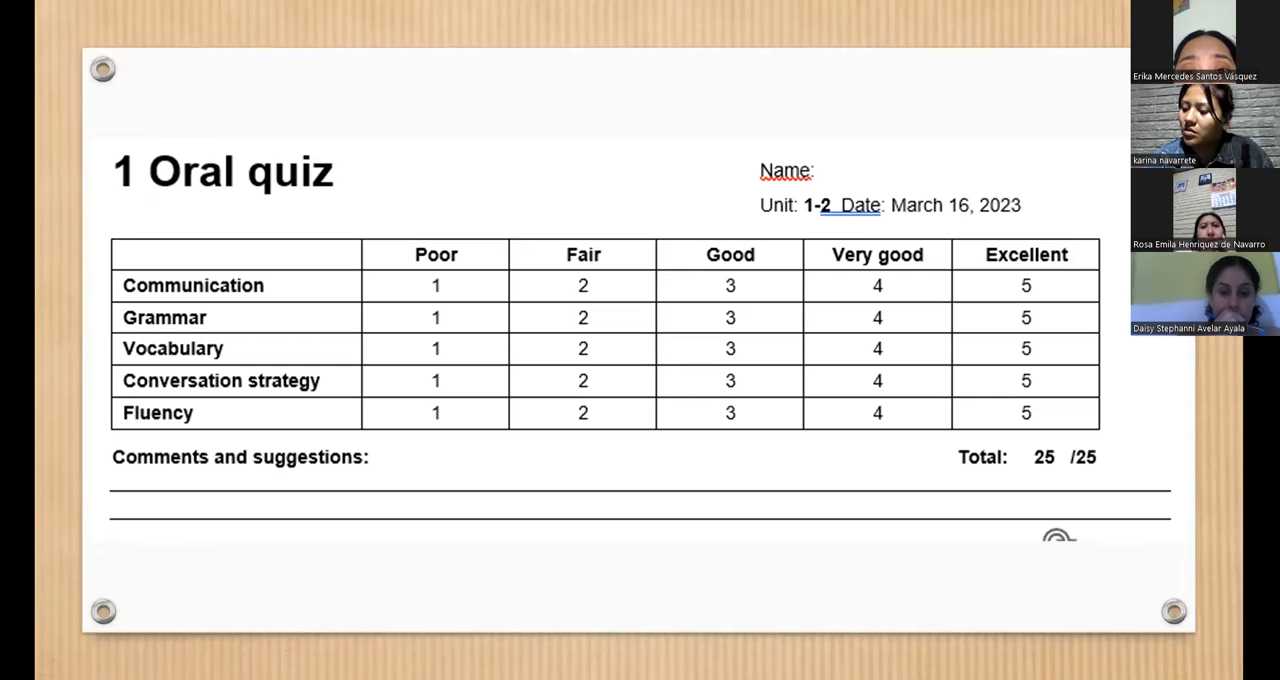 1 Oral quiz
Name:
Unit: 1-2 Date: March 16, 2023
Poor Fair Good Very good Excellent
Communication 1 2 3 4 5
Grammar 1 2 3 4 5
Vocabulary 1 2 3 4 5
Conversation strategy 1 2 3 4 5
Fluency 1 2 3 4 5
Comments and suggestions: Total: 25 /25
Erika Mercedes Santos Vásquez
karina navarrete
Rosa Emila Henriquez de Navarro
Daisy Stephanni Avelar Ayala